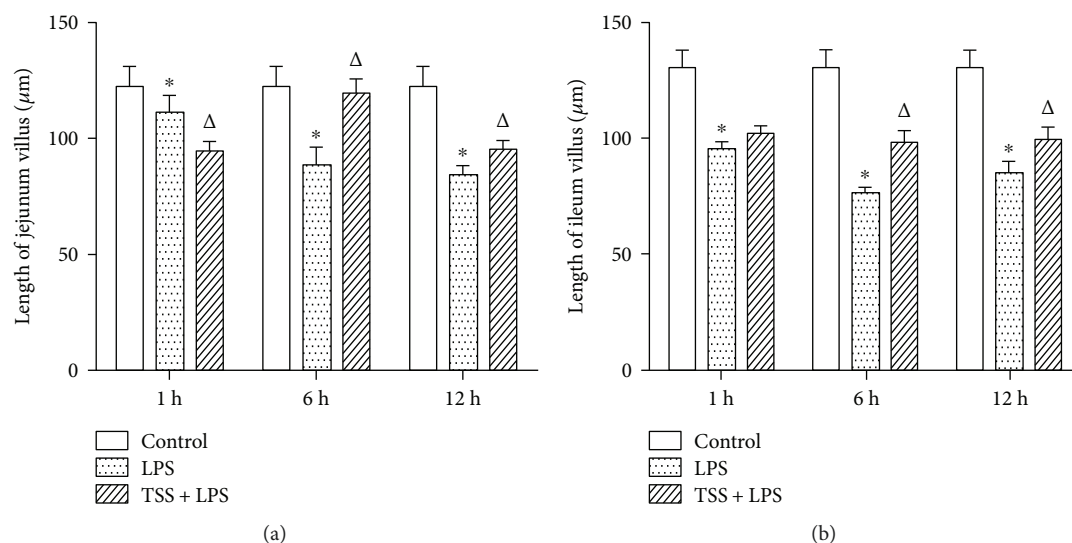 150
100
50
0
Length of jejunum villus (μm)
*
Δ
*
Δ
*
Δ
1 h
6 h
12 h
Control
LPS
TSS + LPS
(a)
150
100
50
0
Length of ileum villus (μm)
*
*
Δ
*
Δ
1 h
6 h
12 h
Control
LPS
TSS + LPS
(b)